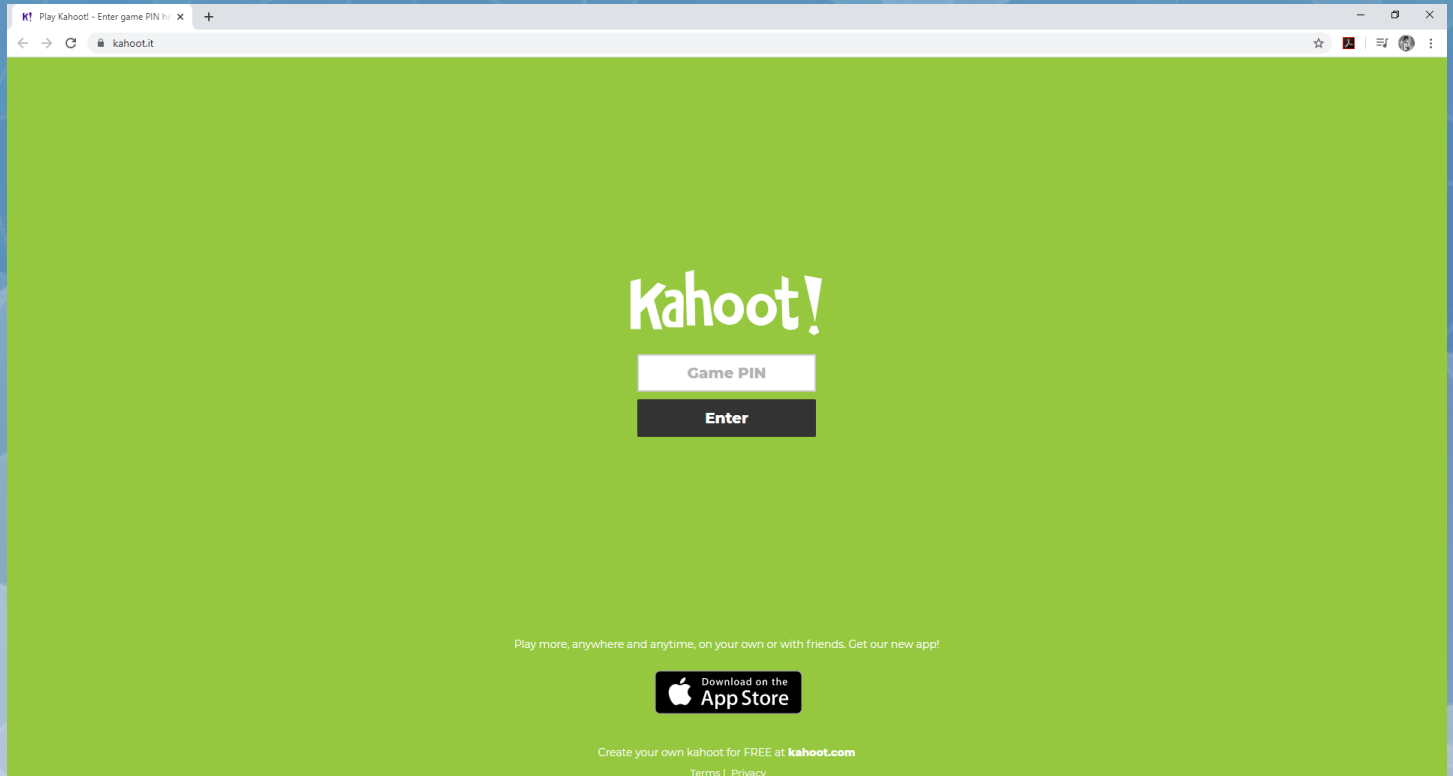 K! Play Kahoot! - Enter game PIN he
kahoot.it
Kahoot!
Game PIN
Enter
Play more, anywhere and anytime, on your own or with friends. Get our new app!
Download on the
App Store
Create your own kahoot for FREE at kahoot.com
Terms | Privacy